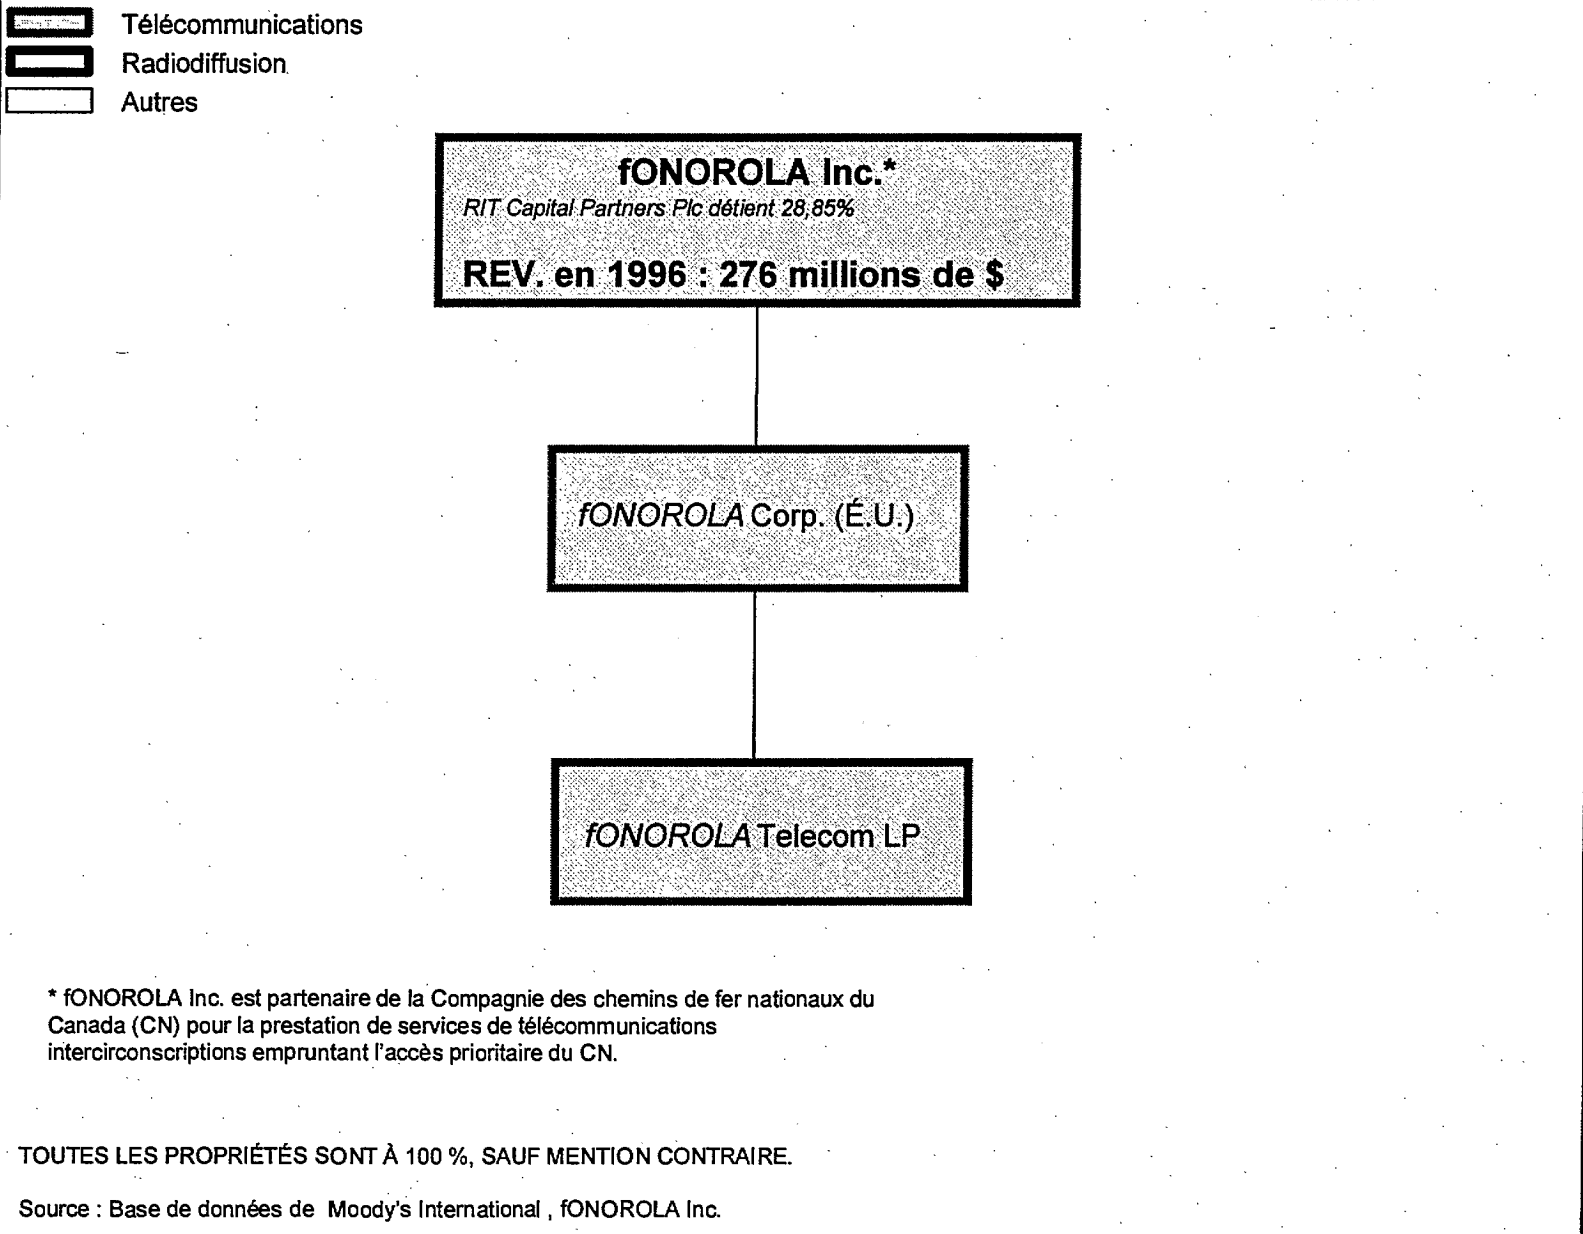 Télécommunications
Radiodiffusion
Autres
fONOROLA Inc.*
RIT Capital Partners Plc détient 28,85%
REV. en 1996 : 276 millions de $
fONOROLA Corp. (É.U.)
fONOROLA Telecom LP
* fONOROLA Inc. est partenaire de la Compagnie des chemins de fer nationaux du
Canada (CN) pour la prestation de services de télécommunications
intercirconscriptions empruntant l'accès prioritaire du CN.
TOUTES LES PROPRIÉTÉS SONT À 100 %, SAUF MENTION CONTRAIRE.
Source : Base de données de Moody's International , fONOROLA Inc.